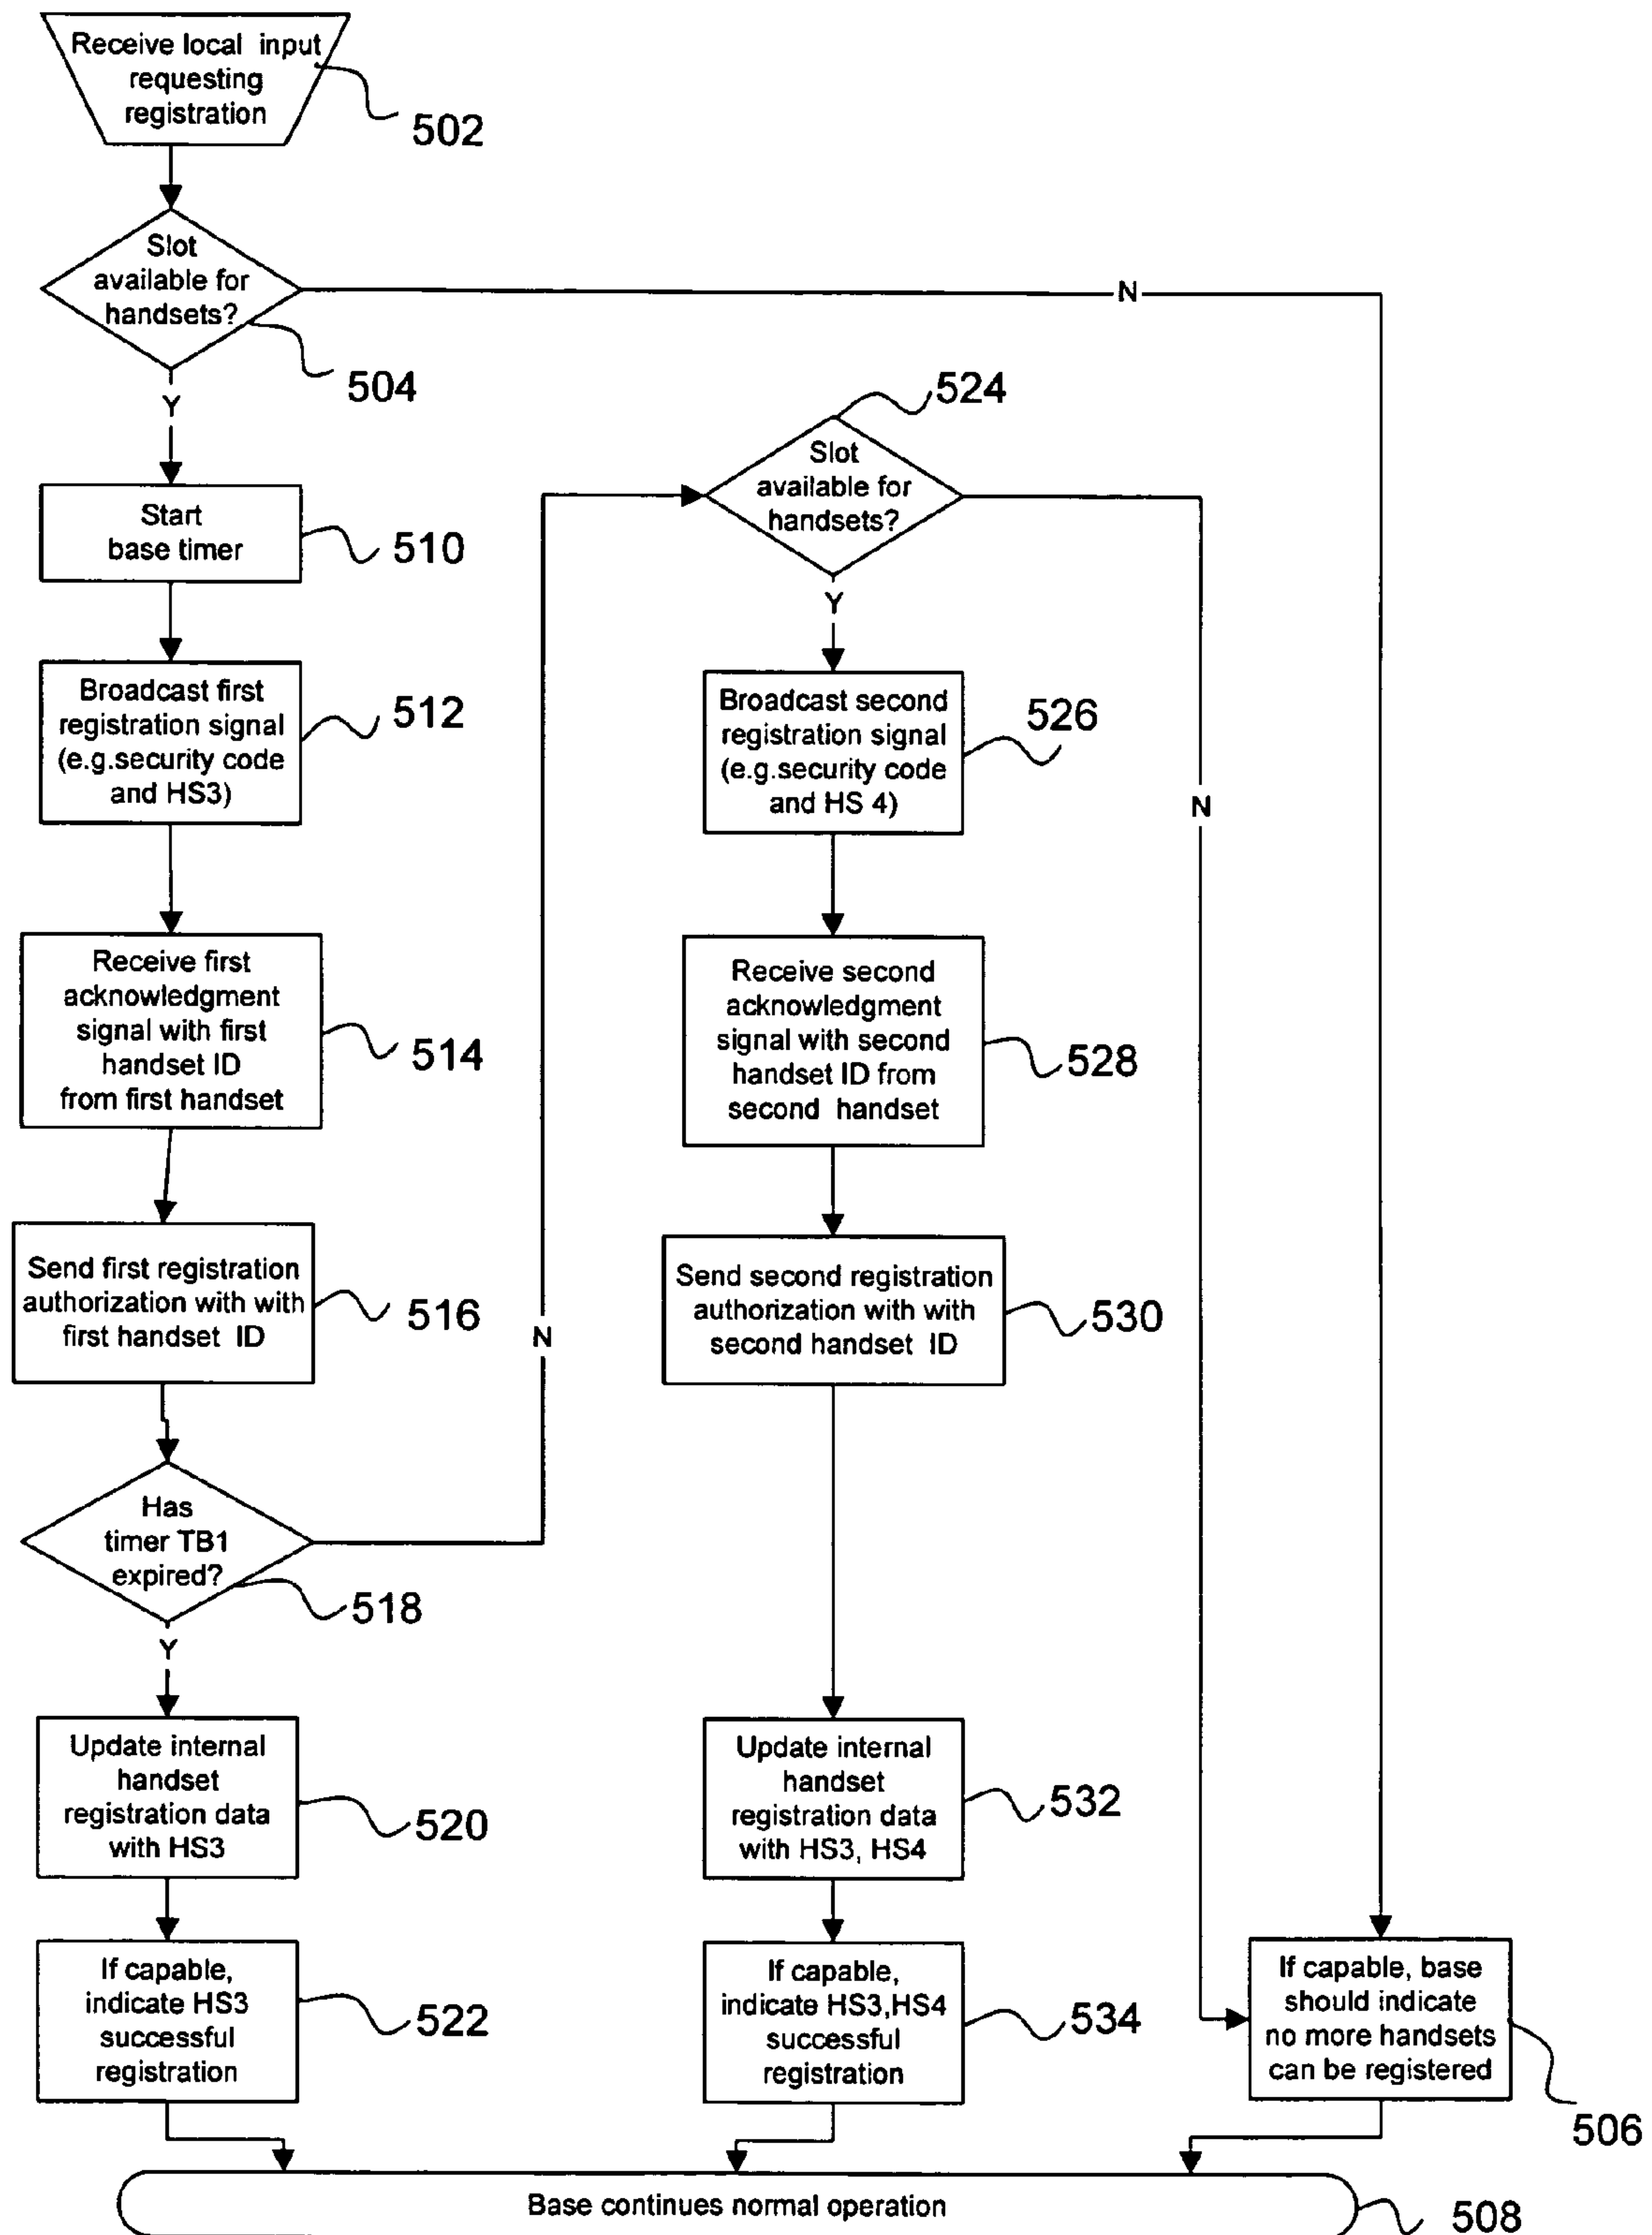 Receive local input
requesting
registration
502
Slot
available for
handsets?
504
N
Y
Start
base timer
510
Broadcast first
registration signal
(e.g.security code
and HS3)
512
Receive first
acknowledgment
signal with first
handset ID
from first handset
514
Send first registration
authorization with with
first handset ID
516
Has
timer TB1
expired?
518
N
Y
Update internal
handset
registration data
with HS3
520
If capable,
indicate HS3
successful
registration
522
524
Slot
available for
handsets?
N
Y
Broadcast second
registration signal
(e.g.security code
and HS 4)
526
Receive second
acknowledgment
signal with second
handset ID from
second handset
528
Send second registration
authorization with with
second handset ID
530
Update internal
handset
registration data
with HS3, HS4
532
If capable,
indicate HS3,HS4
successful
registration
534
If capable, base
should indicate
no more handsets
can be registered
506
Base continues normal operation
508